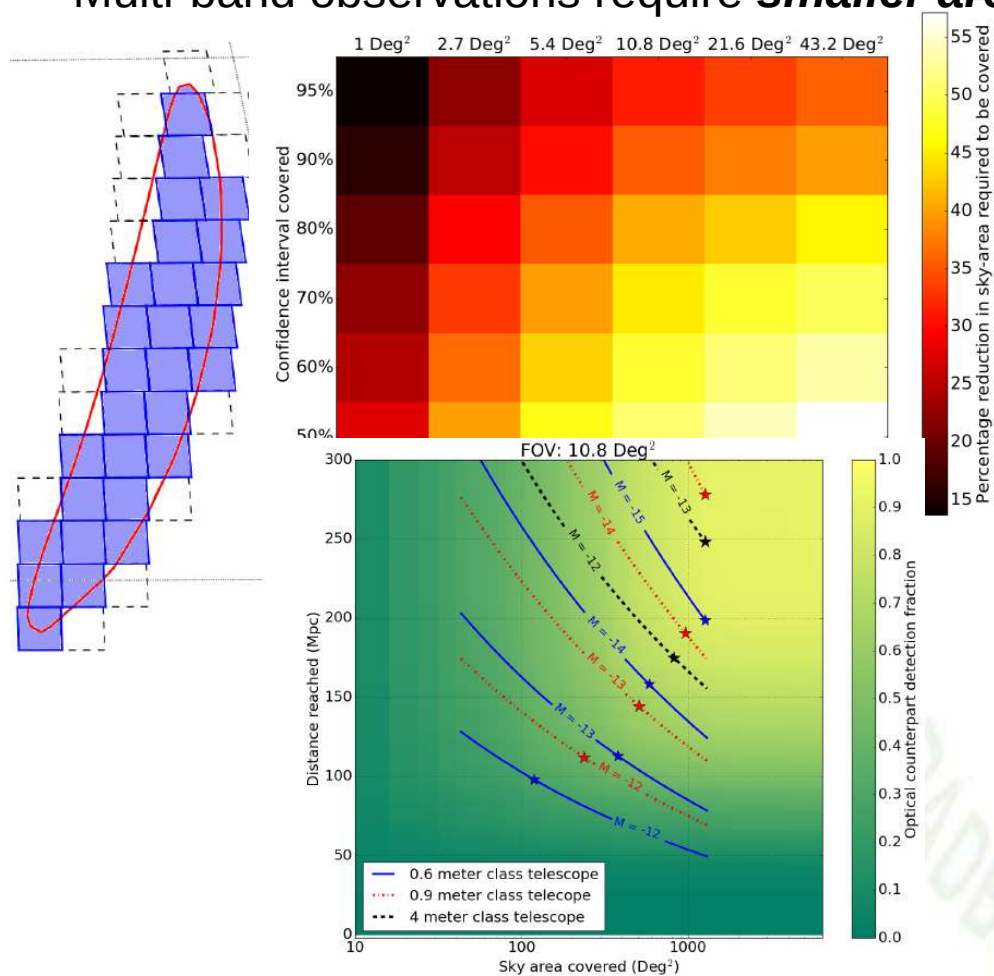 Multi-band observations require smaller
1 Deg² 2.7 Deg² 5.4 Deg² 10.8 Deg² 21.6 Deg² 43.2 Deg²
95%
90%
80%
70%
60%
50%
Confidence interval covered
55
50
45
40
35
30
25
20
15
Percentage reduction in sky-area required to be covered
FOV: 10.8 Deg²
300
250
200
150
100
50
0
Distance reached (Mpc)
M = -13
M = -15
M = -14
M = -12
M = -14
M = -13
M = -13
M = -12
M = -12
0.6 meter class telescope
0.9 meter class telecope
4 meter class telescope
10 100 1000
Sky area covered (Deg²)
1.0
0.9
0.8
0.7
0.6
0.5
0.4
0.3
0.2
0.1
0.0
Optical counterpart detection fraction